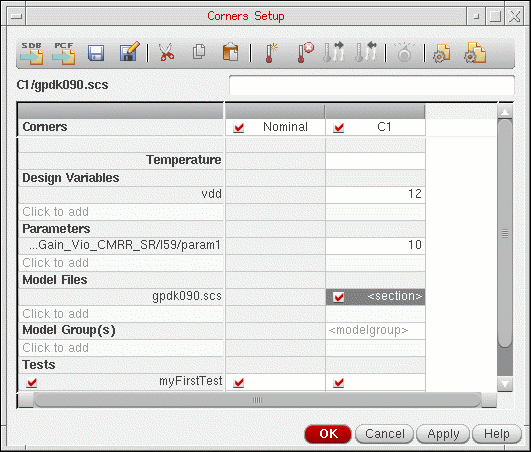 Corners Setup
SDB PCF
C1/gpdk090.scs
Corners Nominal C1
Temperature
Design Variables
vdd 12
Click to add
Parameters
...Gain_Vio_CMRR_SR/I59/param1 10
Click to add
Model Files
gpdk090.scs <section>
Click to add
Model Group(s) <modelgroup>
Click to add
Tests
myFirstTest
OK Cancel Apply Help